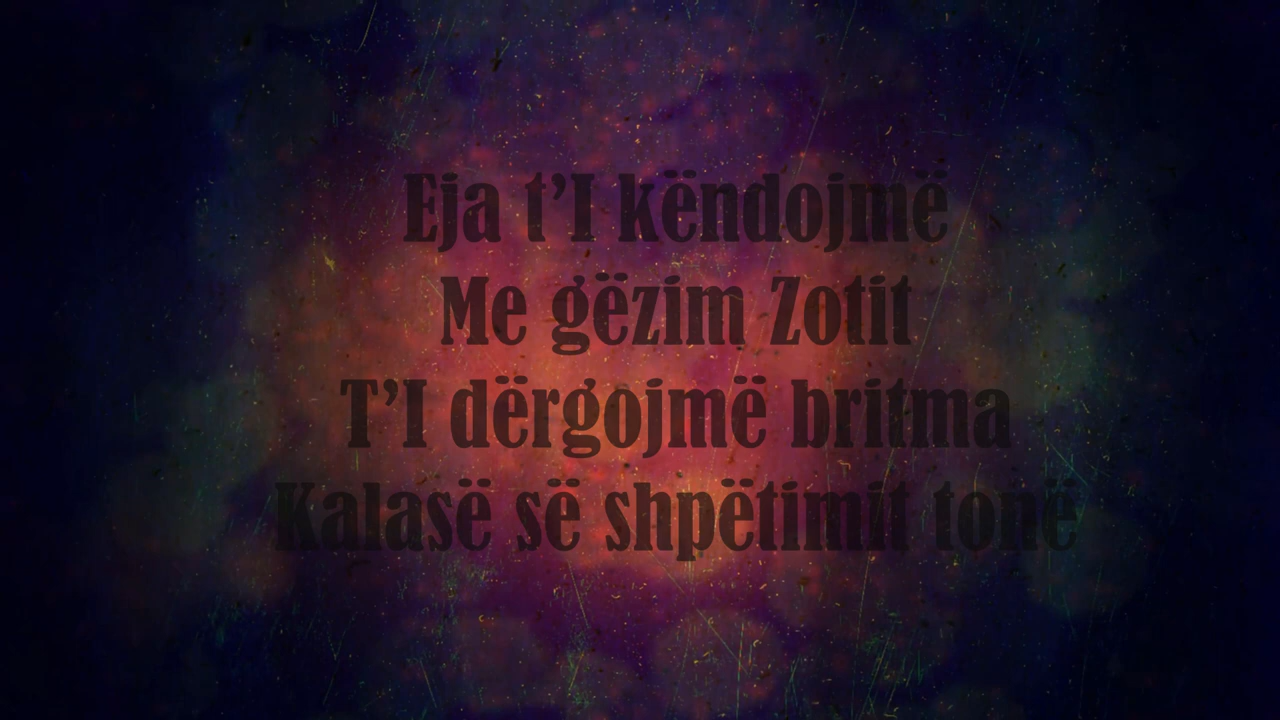 Eja t’I këndojmë
Me gëzim Zotit
T’I dërgojmë britma
Kalasë së shpëtimit tonë